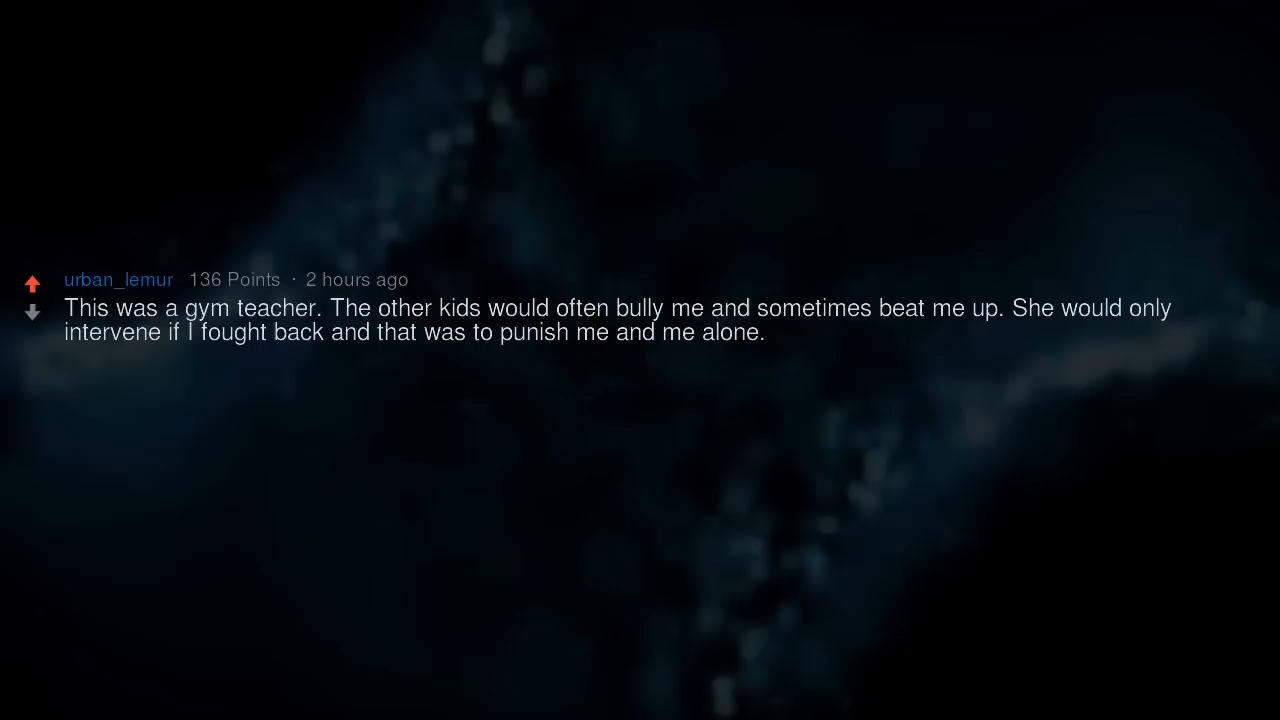 urban_lemur 136 Points · 2 hours ago
This was a gym teacher. The other kids would often bully me and sometimes beat me up. She would only
intervene if I fought back and that was to punish me and me alone.